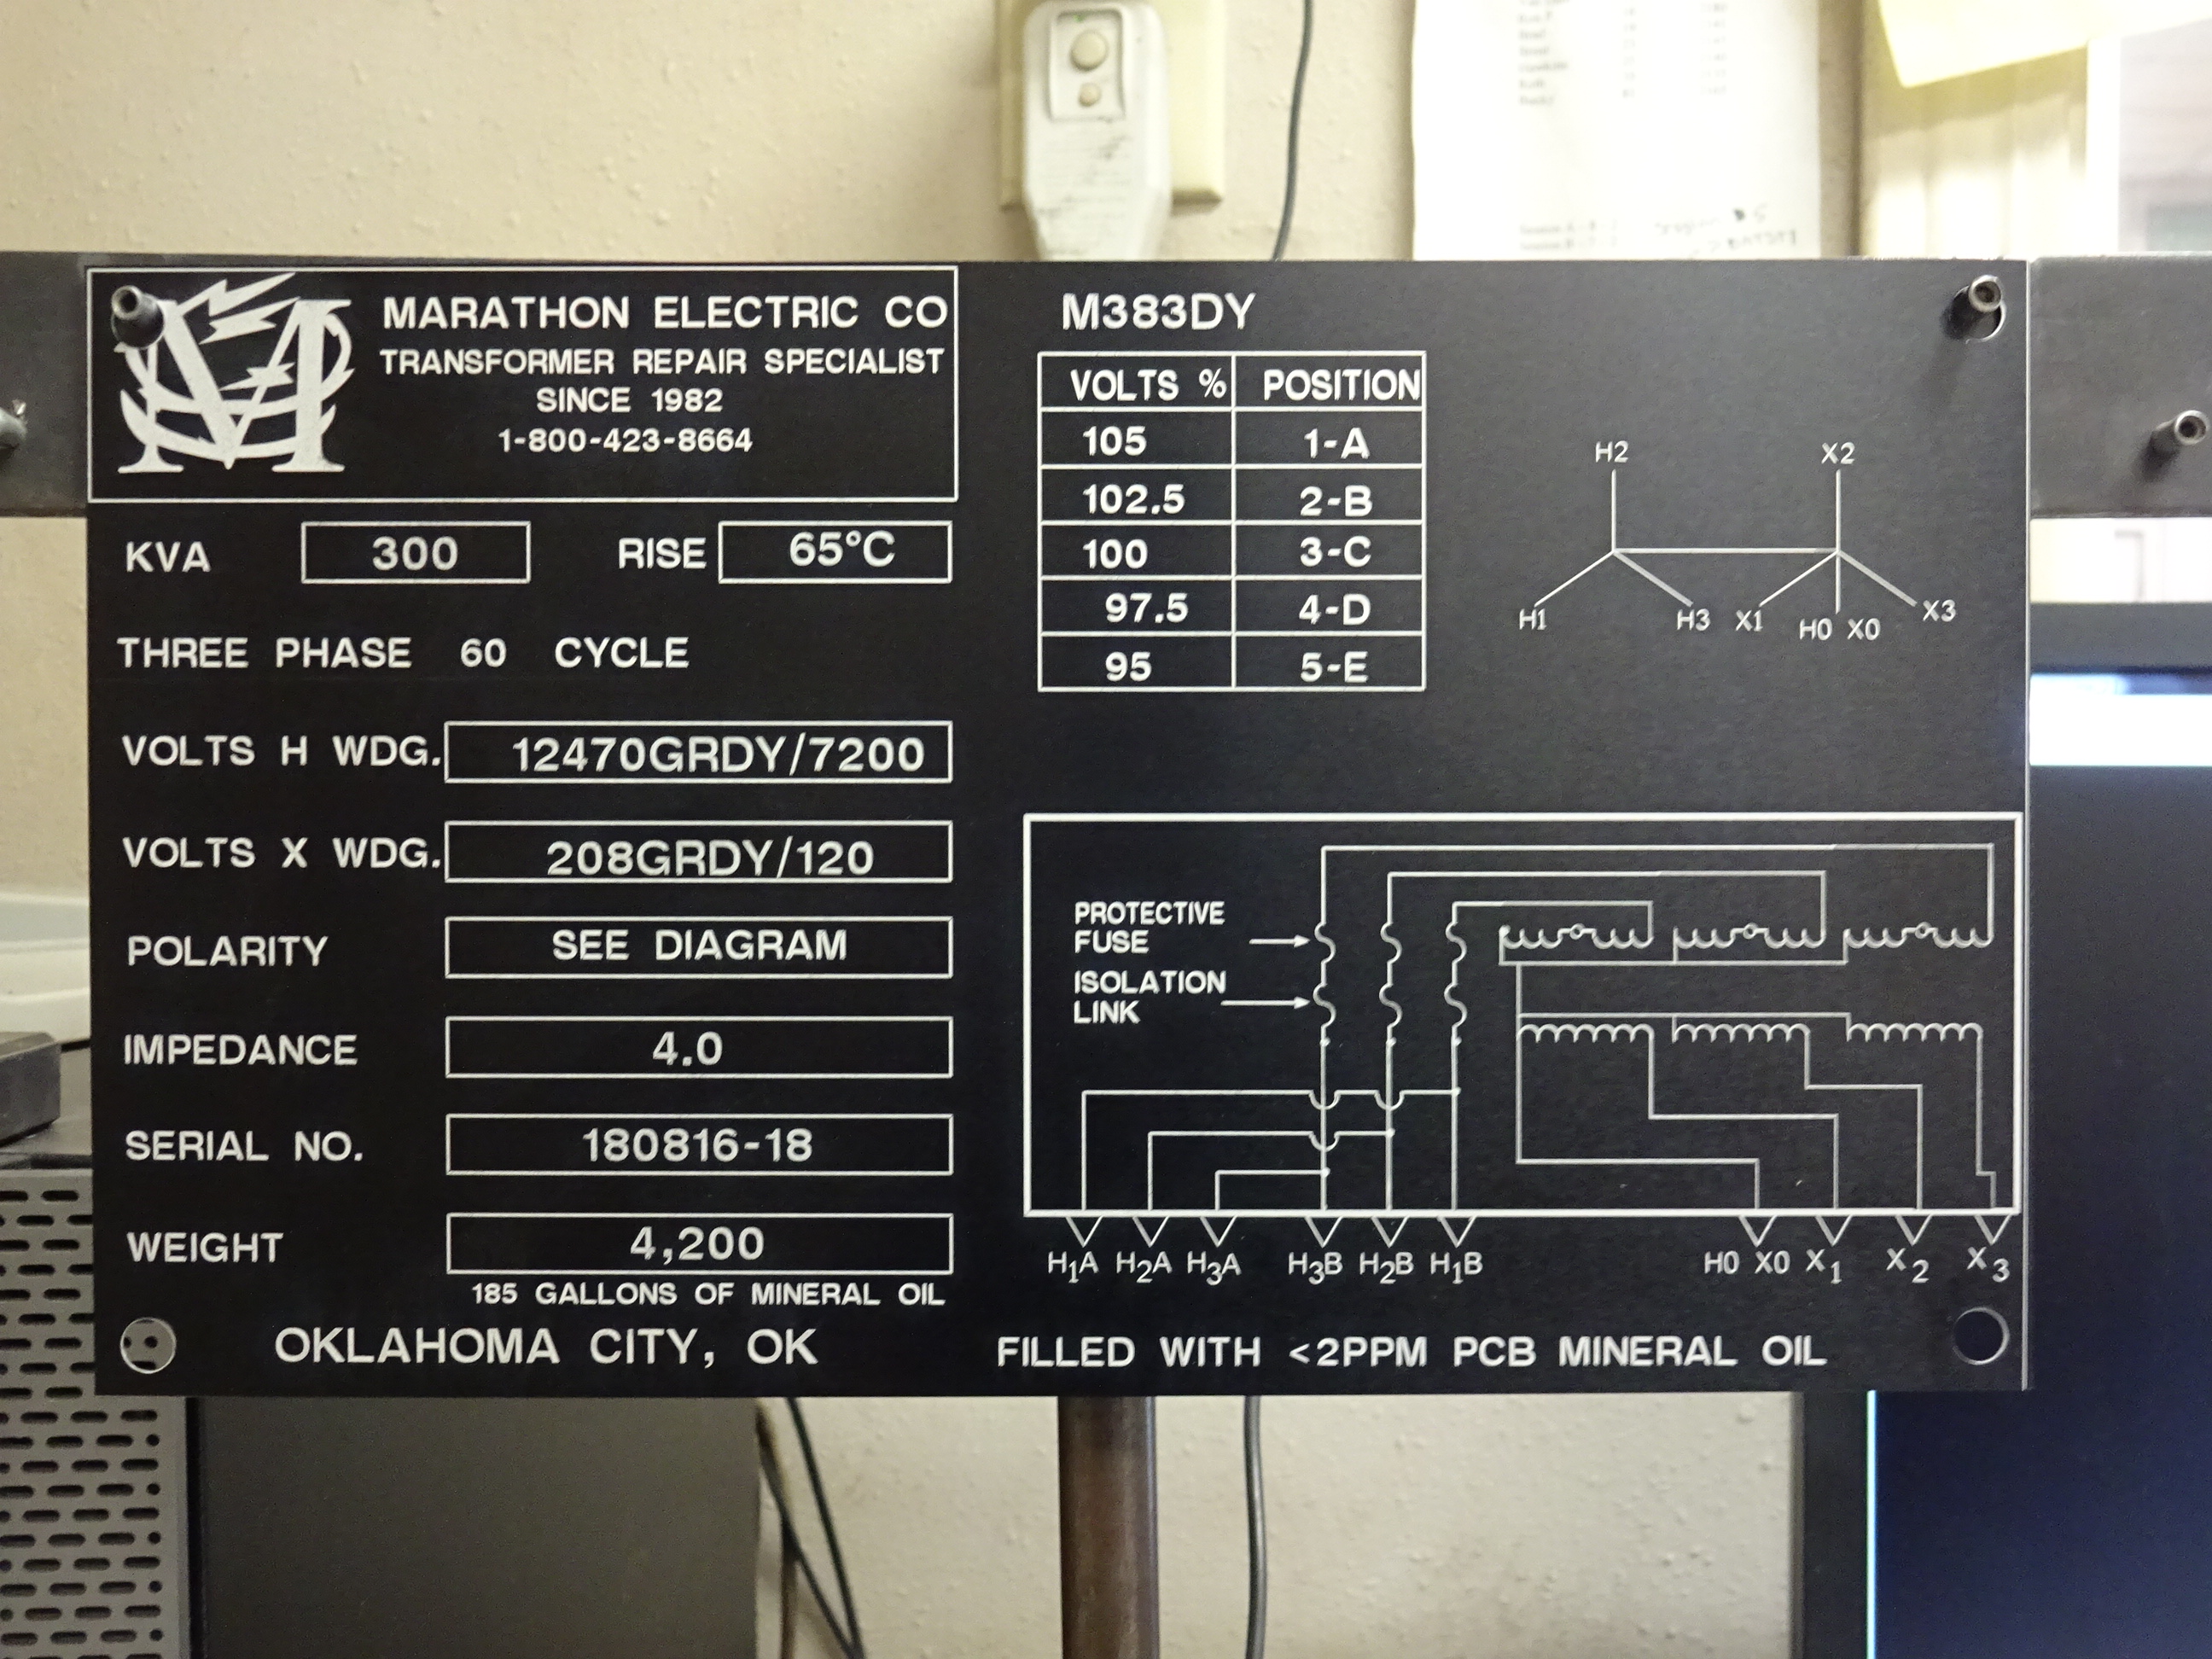 MARATHON ELECTRIC CO
TRANSFORMER REPAIR SPECIALIST
SINCE 1982
1-800-423-8664
KVA 300 RISE 65°C
THREE PHASE 60 CYCLE
VOLTS H WDG. 12470GRDY/7200
VOLTS X WDG. 208GRDY/120
POLARITY SEE DIAGRAM
IMPEDANCE 4.0
SERIAL NO. 180816-18
WEIGHT 4,200
185 GALLONS OF MINERAL OIL
OKLAHOMA CITY, OK
M383DY
VOLTS % POSITION
105 1-A
102.5 2-B
100 3-C
97.5 4-D
95 5-E
H2 X2
H1 H3 X1 H0 X0 X3
PROTECTIVE
FUSE
ISOLATION
LINK
H1A H2A H3A H3B H2B H1B H0 X0 X1 X2 X3
FILLED WITH <2PPM PCB MINERAL OIL